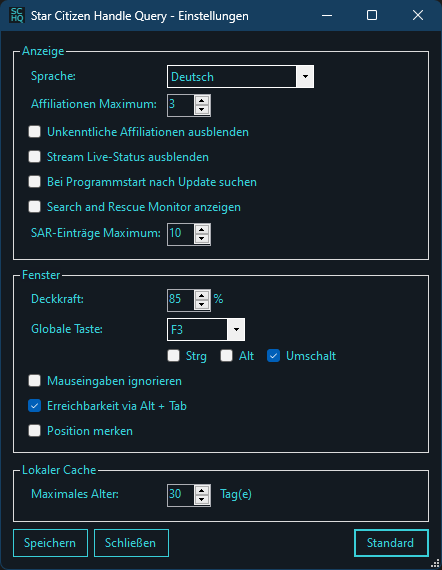 SC
HQ
Star Citizen Handle Query - Einstellungen
Anzeige
Sprache: Deutsch
Affiliationen Maximum: 3
Unkenntliche Affiliationen ausblenden
Stream Live-Status ausblenden
Bei Programmstart nach Update suchen
Search and Rescue Monitor anzeigen
SAR-Einträge Maximum: 10
Fenster
Deckkraft: 85 %
Globale Taste: F3
Strg Alt Umschalt
Mauseingaben ignorieren
Erreichbarkeit via Alt + Tab
Position merken
Lokaler Cache
Maximales Alter: 30 Tag(e)
Speichern Schließen Standard